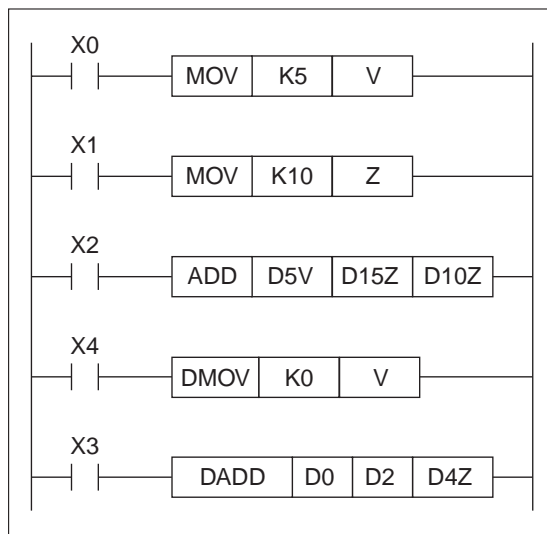 X0
MOV K5 V
X1
MOV K10 Z
X2
ADD D5V D15Z D10Z
X4
DMOV K0 V
X3
DADD D0 D2 D4Z